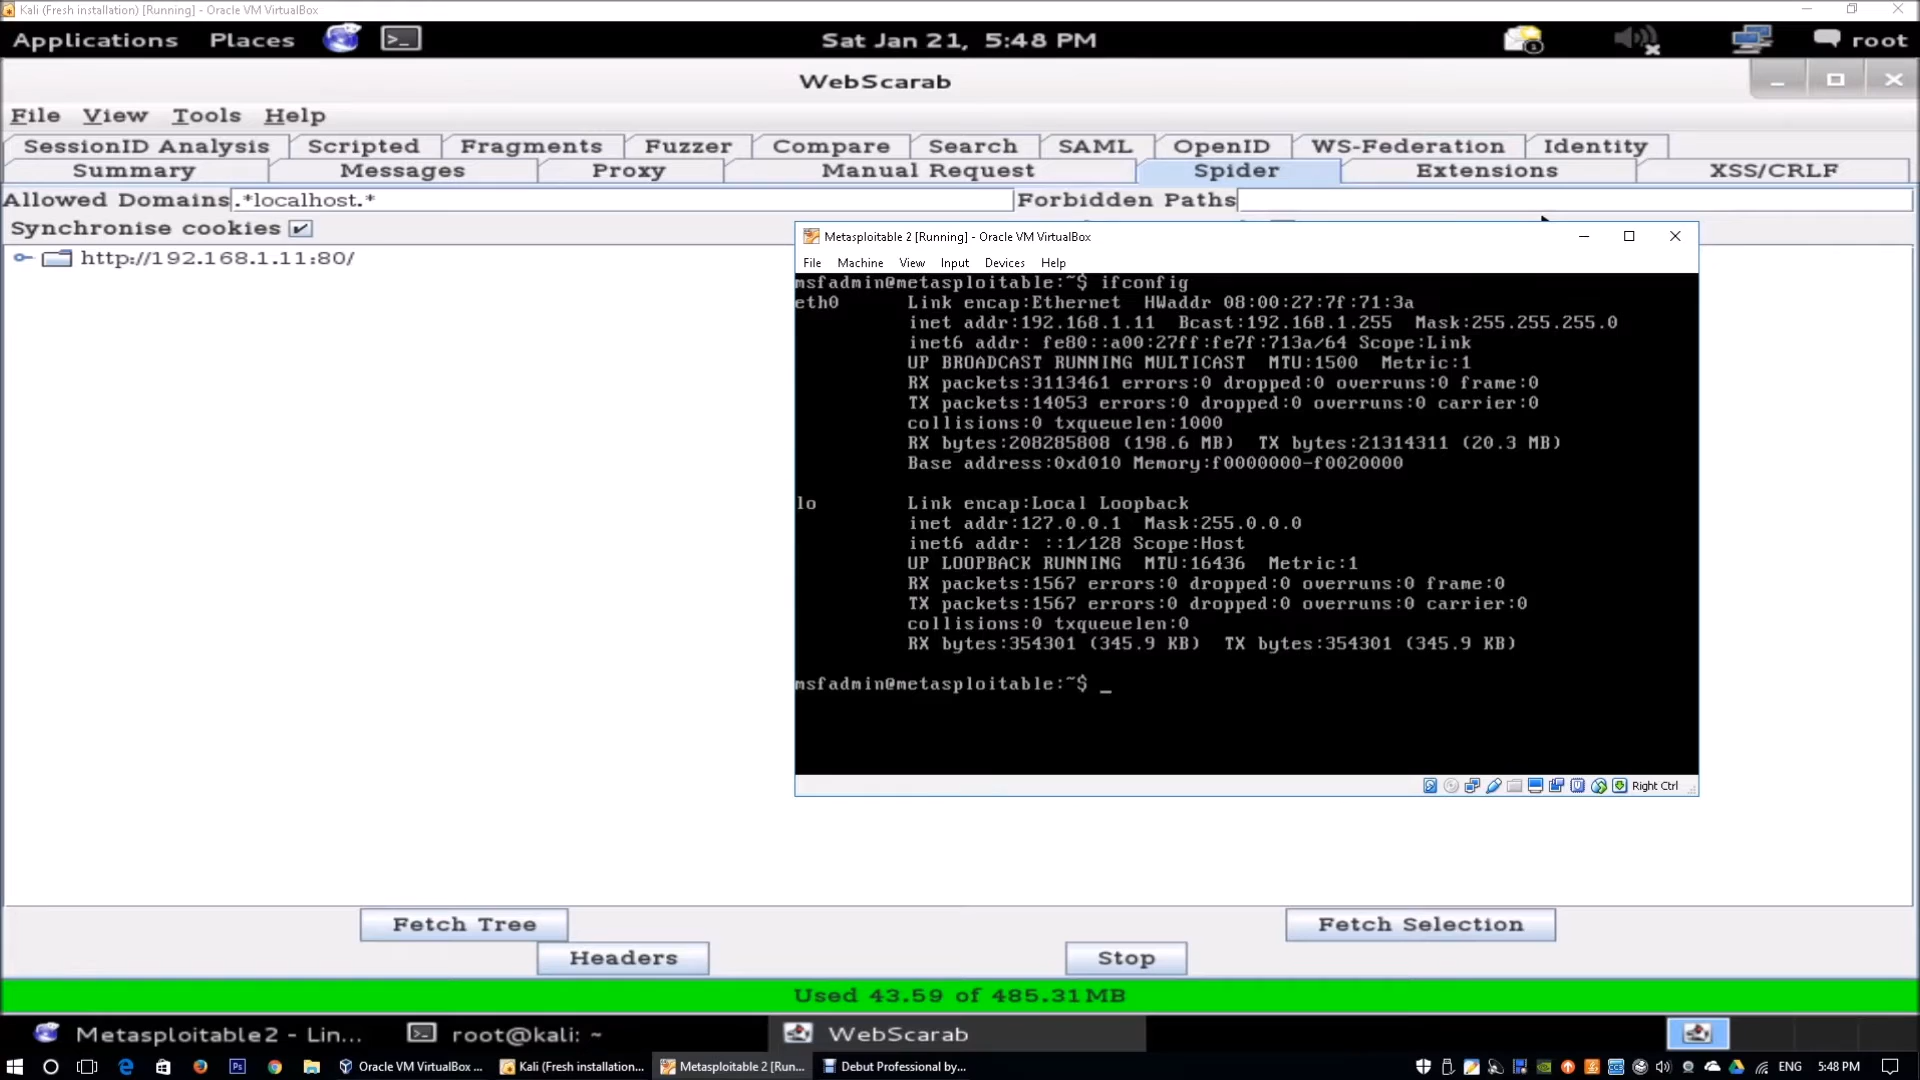 Kali (Fresh installation) [Running] - Oracle VM VirtualBox
Applications Places Sat Jan 21, 5:48 PM root
WebScarab
File View Tools Help
SessionID Analysis Scripted Fragments Fuzzer Compare Search SAML OpenID WS-Federation Identity
Summary Messages Proxy Manual Request Spider Extensions XSS/CRLF
Allowed Domains .*localhost.* Forbidden Paths
Synchronise cookies
http://192.168.1.11:80/
Metasploitable 2 [Running] - Oracle VM VirtualBox
File Machine View Input Devices Help
msfadmin@metasploitable:~$ ifconfig
eth0 Link encap:Ethernet HWaddr 08:00:27:7f:71:3a
inet addr:192.168.1.11 Bcast:192.168.1.255 Mask:255.255.255.0
inet6 addr: fe80::a00:27ff:fe7f:713a/64 Scope:Link
UP BROADCAST RUNNING MULTICAST MTU:1500 Metric:1
RX packets:3113461 errors:0 dropped:0 overruns:0 frame:0
TX packets:14053 errors:0 dropped:0 overruns:0 carrier:0
collisions:0 txqueuelen:1000
RX bytes:208285808 (198.6 MB) TX bytes:21314311 (20.3 MB)
Base address:0xd010 Memory:f0000000-f0020000
lo Link encap:Local Loopback
inet addr:127.0.0.1 Mask:255.0.0.0
inet6 addr: ::1/128 Scope:Host
UP LOOPBACK RUNNING MTU:16436 Metric:1
RX packets:1567 errors:0 dropped:0 overruns:0 frame:0
TX packets:1567 errors:0 dropped:0 overruns:0 carrier:0
collisions:0 txqueuelen:0
RX bytes:354301 (345.9 KB) TX bytes:354301 (345.9 KB)
msfadmin@metasploitable:~$ _
Right Ctrl
Fetch Tree Fetch Selection
Headers Stop
Used 43.59 of 485.31MB
Metasploitable2 - Lin... root@kali: ~ WebScarab
Oracle VM VirtualBox ... Kali (Fresh installation... Metasploitable 2 [Run... Debut Professional by... ENG 5:48 PM